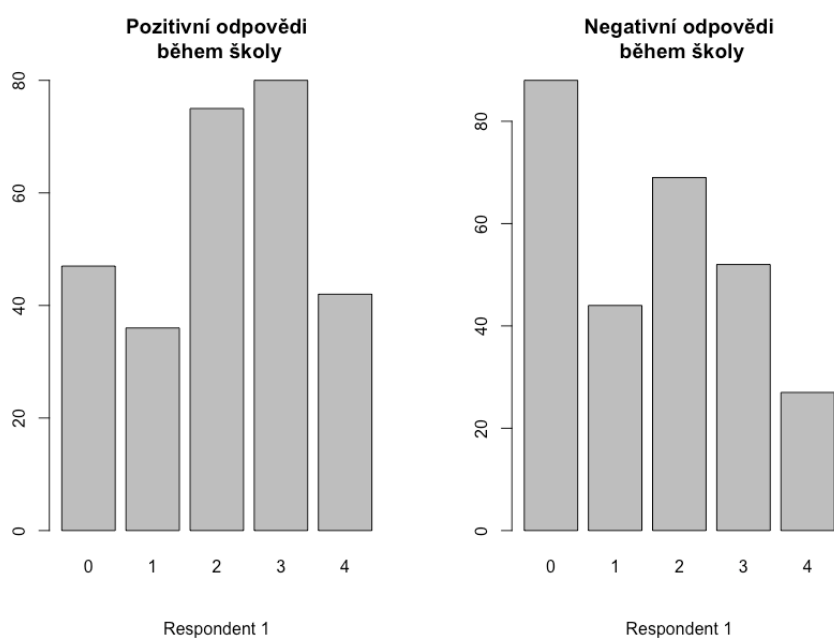 Pozitivní odpovědi
během školy
80
60
40
20
0
0 1 2 3 4
Respondent 1
Negativní odpovědi
během školy
80
60
40
20
0
0 1 2 3 4
Respondent 1